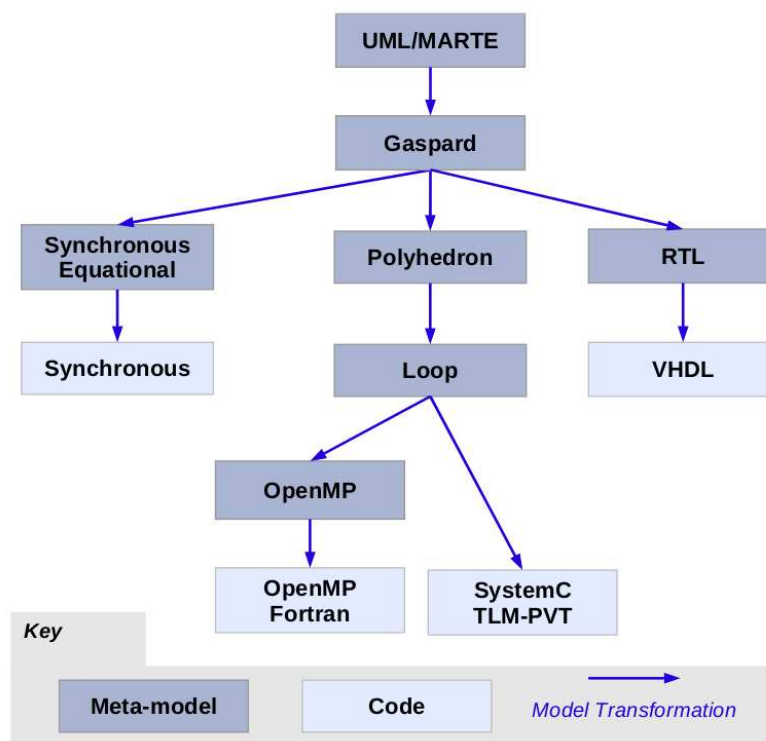 UML/MARTE
Gaspard
Synchronous
Equational
Polyhedron
RTL
Synchronous
Loop
VHDL
OpenMP
OpenMP
Fortran
SystemC
TLM-PVT
Key
Meta-model
Code
Model Transformation